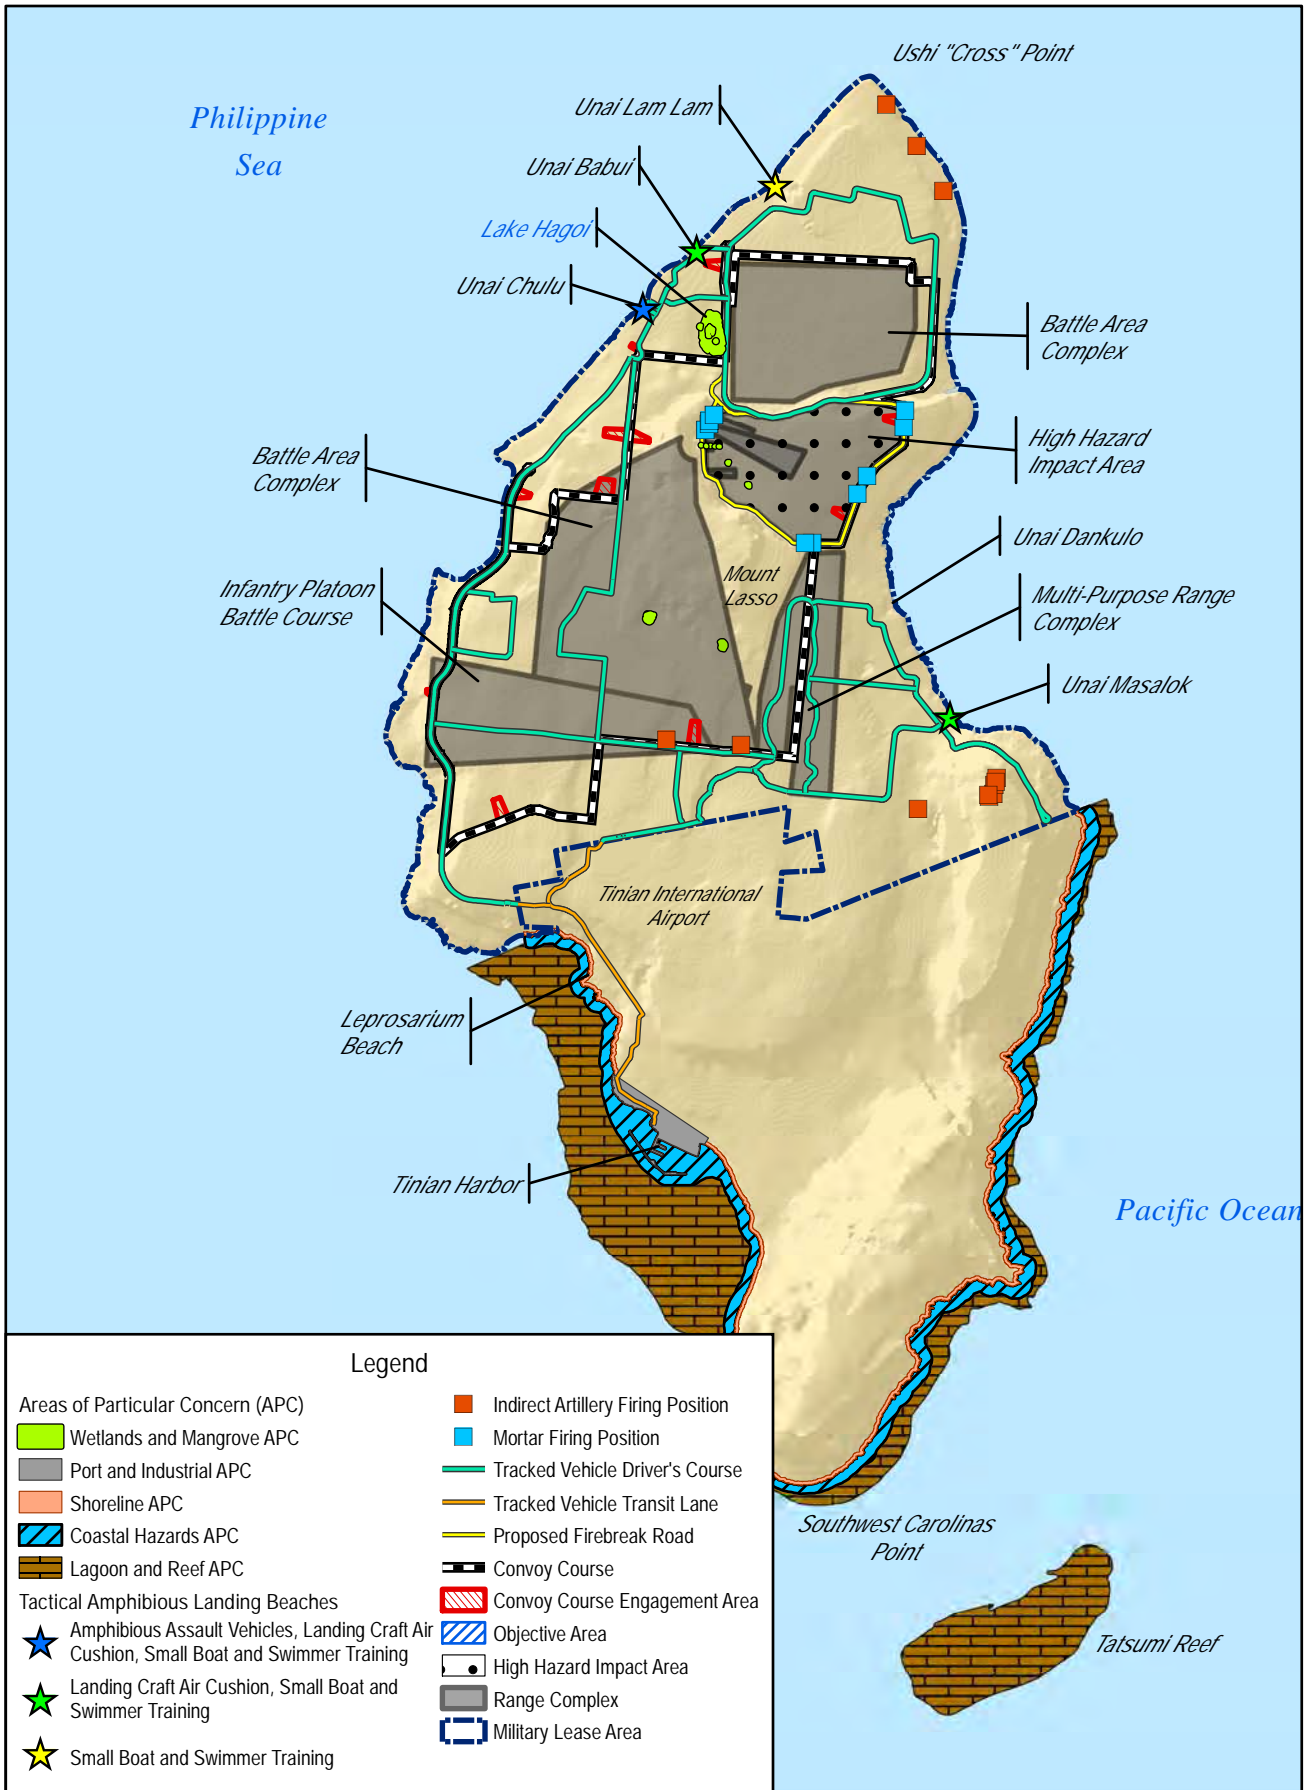 Ushi "Cross" Point
Philippine
Sea
Unai Lam Lam
Unai Babui
Lake Hagoi
Unai Chulu
Battle Area
Complex
High Hazard
Impact Area
Battle Area
Complex
Unai Dankulo
Mount
Lasso
Infantry Platoon
Battle Course
Multi-Purpose Range
Complex
Unai Masalok
Tinian International
Airport
Leprosarium
Beach
Tinian Harbor
Pacific Ocean
Southwest Carolinas
Point
Tatsumi Reef
Legend
Areas of Particular Concern (APC)
Wetlands and Mangrove APC
Port and Industrial APC
Shoreline APC
Coastal Hazards APC
Lagoon and Reef APC
Tactical Amphibious Landing Beaches
Amphibious Assault Vehicles, Landing Craft Air
Cushion, Small Boat and Swimmer Training
Landing Craft Air Cushion, Small Boat and
Swimmer Training
Small Boat and Swimmer Training
Indirect Artillery Firing Position
Mortar Firing Position
Tracked Vehicle Driver's Course
Tracked Vehicle Transit Lane
Proposed Firebreak Road
Convoy Course
Convoy Course Engagement Area
Objective Area
High Hazard Impact Area
Range Complex
Military Lease Area